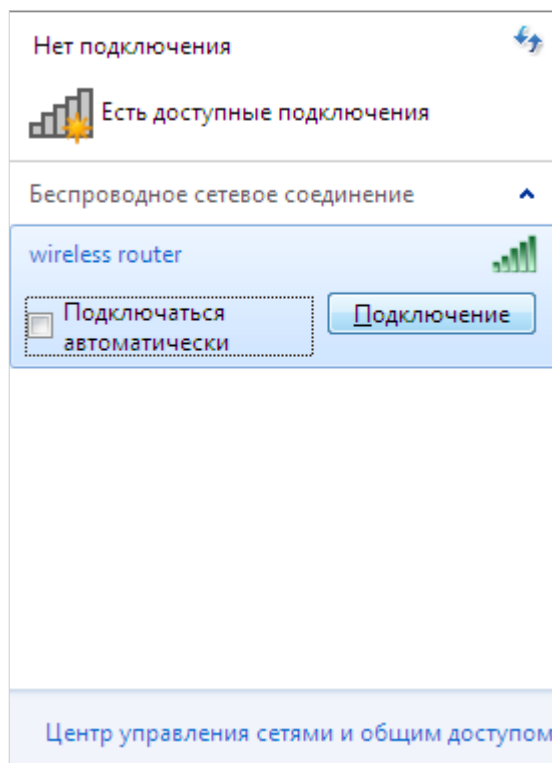 Нет подключения
Есть доступные подключения
Беспроводное сетевое соединение
wireless router
Подключаться
автоматически
Подключение
Центр управления сетями и общим доступом